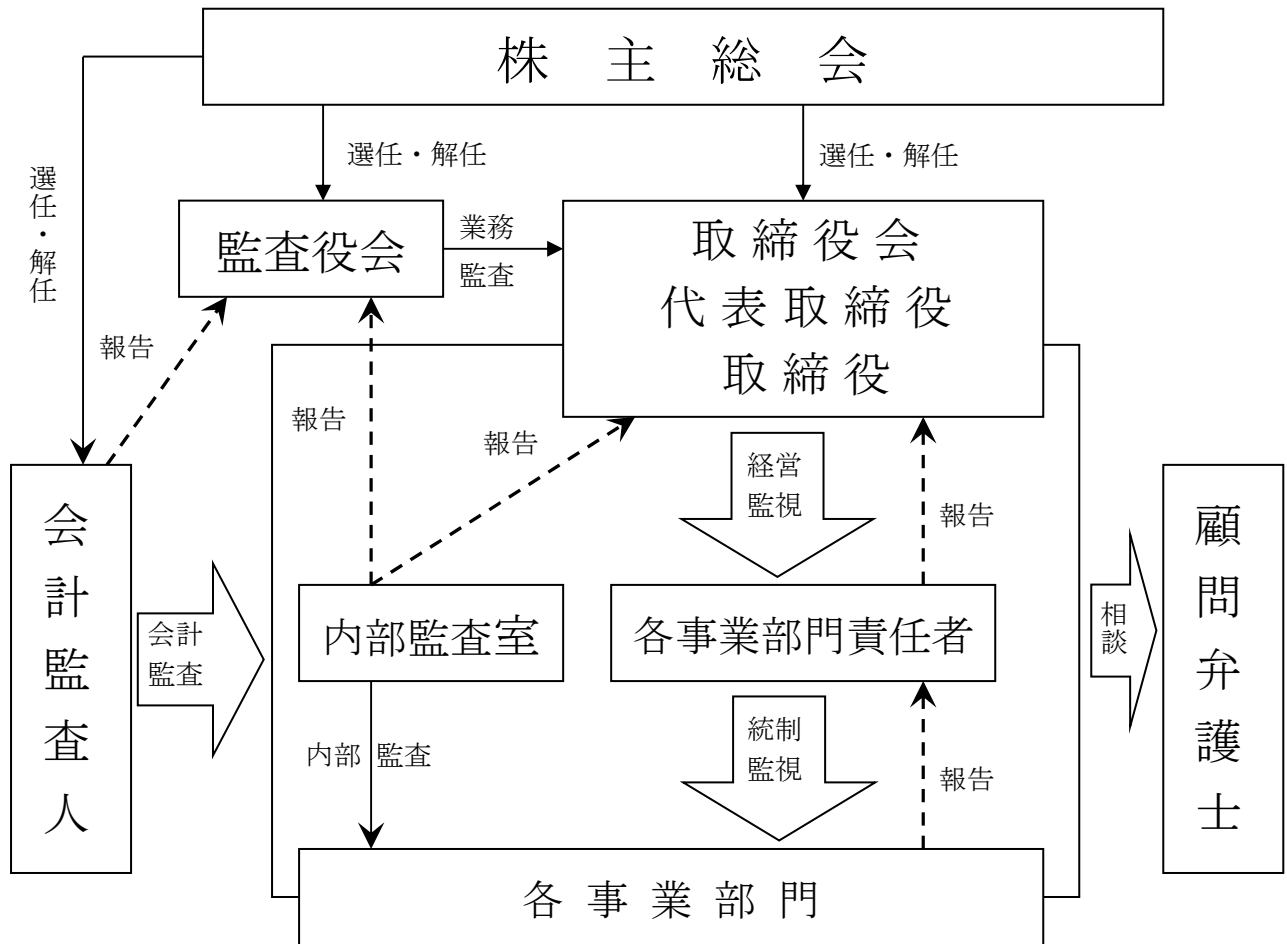 株主総会
選任・解任
選任・解任
選任・解任
監査役会
業務
監査
取締役会
代表取締役
取締役
報告
報告
報告
経営
監視
報告
会計監査人
会計
監査
内部監査室
各事業部門責任者
相談
顧問弁護士
内部監査
統制
監視
報告
各事業部門